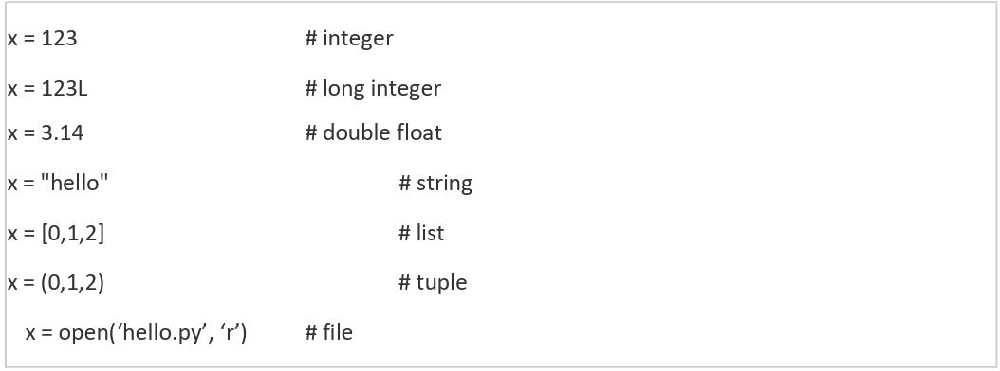 x = 123 # integer
x = 123L # long integer
x = 3.14 # double float
x = "hello" # string
x = [0,1,2] # list
x = (0,1,2) # tuple
x = open(‘hello.py’, ‘r’) # file